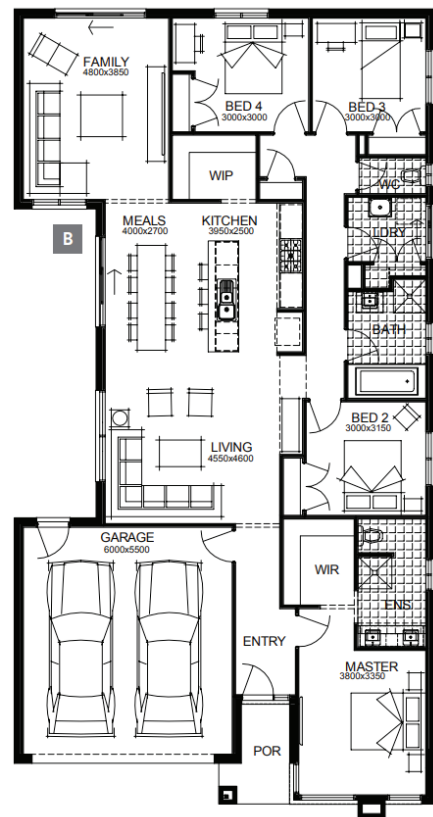 FAMILY
4800x3850
BED 4
3000x3000
BED 3
3000x3000
WIP
WC
MEALS
4000x2700
KITCHEN
3950x2500
LDRY
B
BATH
BED 2
3000x3150
LIVING
4550x4600
GARAGE
6000x5500
WIR
ENS
ENTRY
MASTER
3800x3350
POR